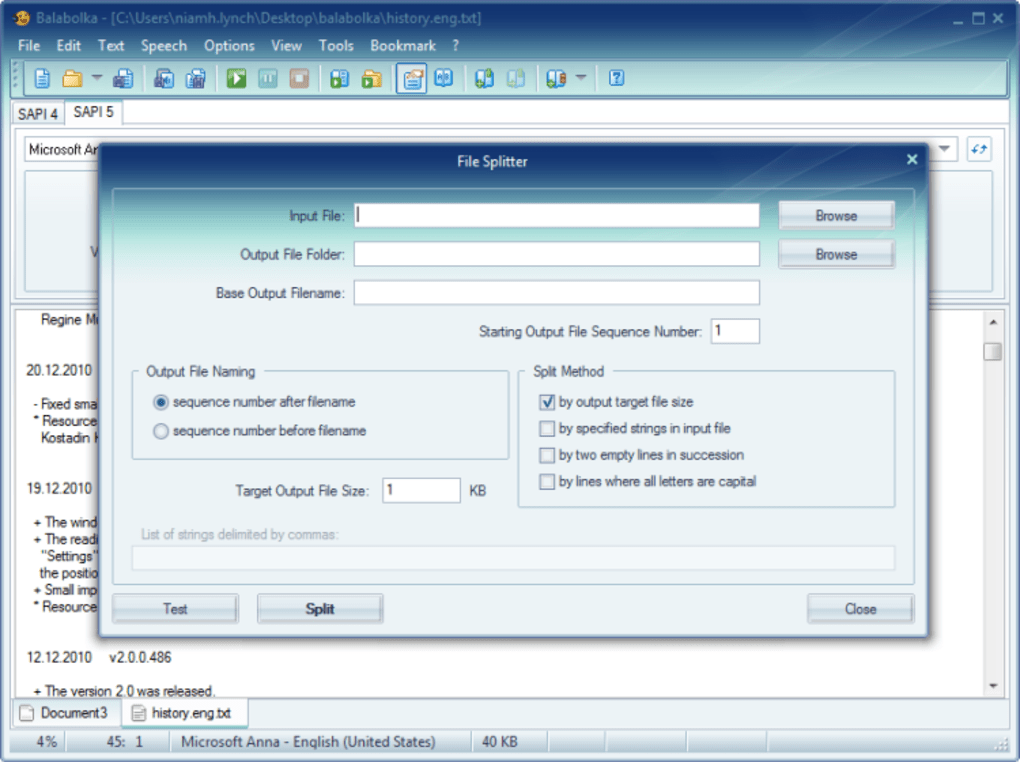 Balabolka - [C:\Users\niamh.lynch\Desktop\balabolka\history.eng.txt]
File Edit Text Speech Options View Tools Bookmark ?
SAPI 4 SAPI 5
Microsoft An
File Splitter
Input File: Browse
Output File Folder: Browse
Base Output Filename:
Starting Output File Sequence Number: 1
Output File Naming
sequence number after filename
sequence number before filename
Split Method
by output target file size
by specified strings in input file
by two empty lines in succession
by lines where all letters are capital
Target Output File Size: 1 KB
List of strings delimited by commas:
Test Split Close
Regine M
20.12.2010
- Fixed sma
* Resource
Kostadin
19.12.2010
+ The wind
+ The readi
"Settings"
the positio
+ Small imp
* Resource
12.12.2010 v2.0.0.486
+ The version 2.0 was released.
Document3 history.eng.txt
4% 45: 1 Microsoft Anna - English (United States) 40 KB